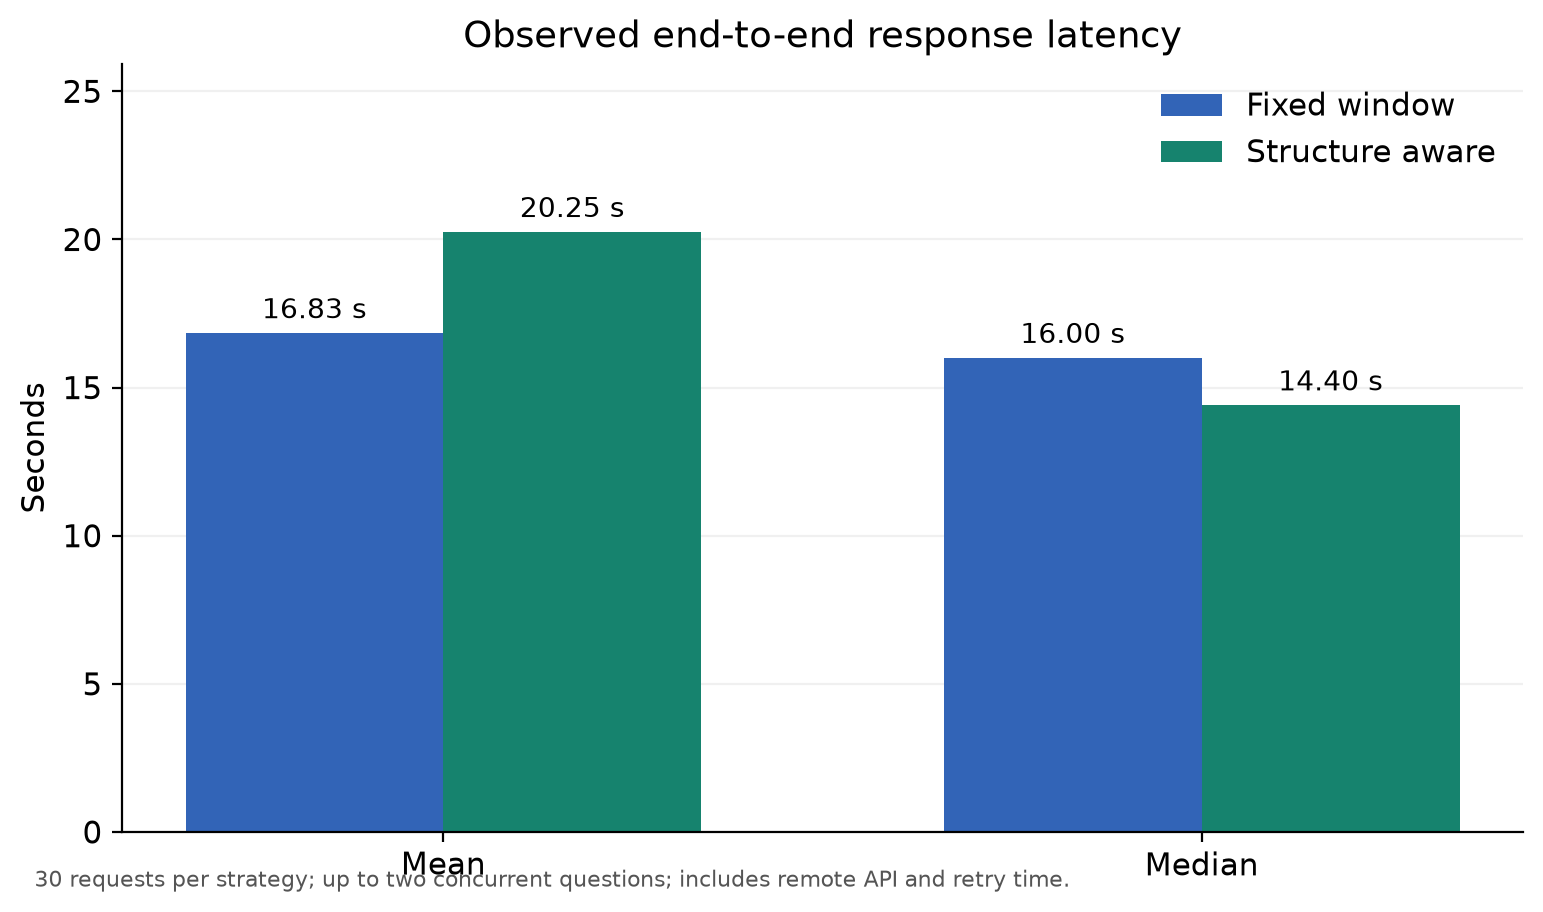 Observed end-to-end response latency
25
20
15
10
5
0
Seconds
Fixed window
Structure aware
16.83 s
20.25 s
16.00 s
14.40 s
Mean
Median
30 requests per strategy; up to two concurrent questions; includes remote API and retry time.